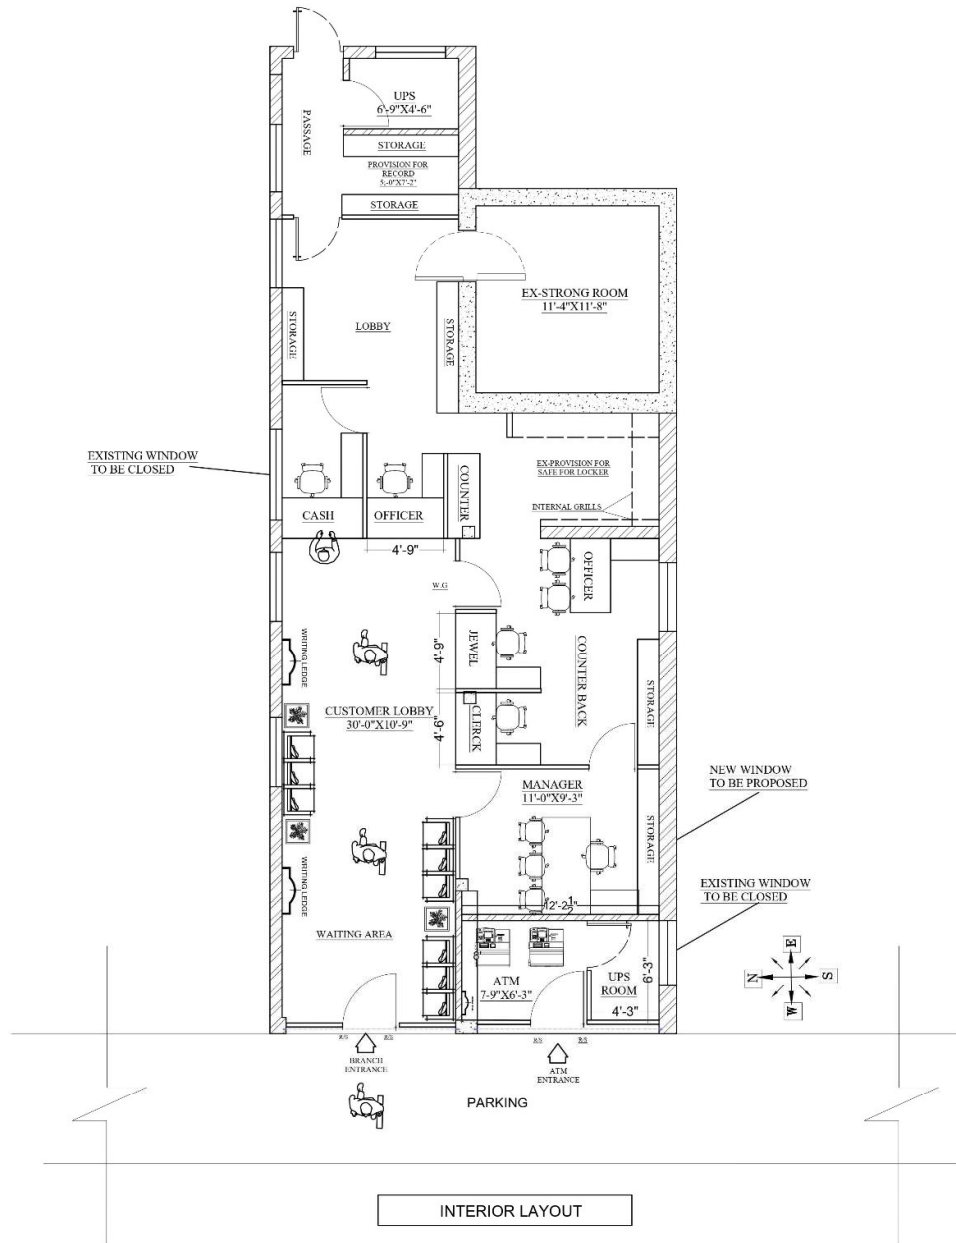 UPS
6'-9"X4'-6"
PASSAGE
STORAGE
PROVISION FOR
RECORD
5;-0"X7'-2"
STORAGE
EX-STRONG ROOM
11'-4"X11'-8"
STORAGE
LOBBY
STORAGE
EXISTING WINDOW
TO BE CLOSED
EX-PROVISION FOR
SAFE FOR LOCKER
COUNTER
INTERNAL GRILLS
CASH
OFFICER
4'-9"
OFFICER
W.G
JEWEL
4'-9"
WRITING LEDGE
COUNTER BACK
STORAGE
CUSTOMER LOBBY
30'-0"X10'-9"
CLERCK
4'-6"
MANAGER
11'-0"X9'-3"
NEW WINDOW
TO BE PROPOSED
STORAGE
WRITING LEDGE
EXISTING WINDOW
TO BE CLOSED
WAITING AREA
ATM
7-9"X6'-3"
UPS
ROOM
4'-3"
6'-3"
E
N
S
W
R/S
R/S
R/S
R/S
BRANCH
ENTRANCE
ATM
ENTRANCE
PARKING
INTERIOR LAYOUT